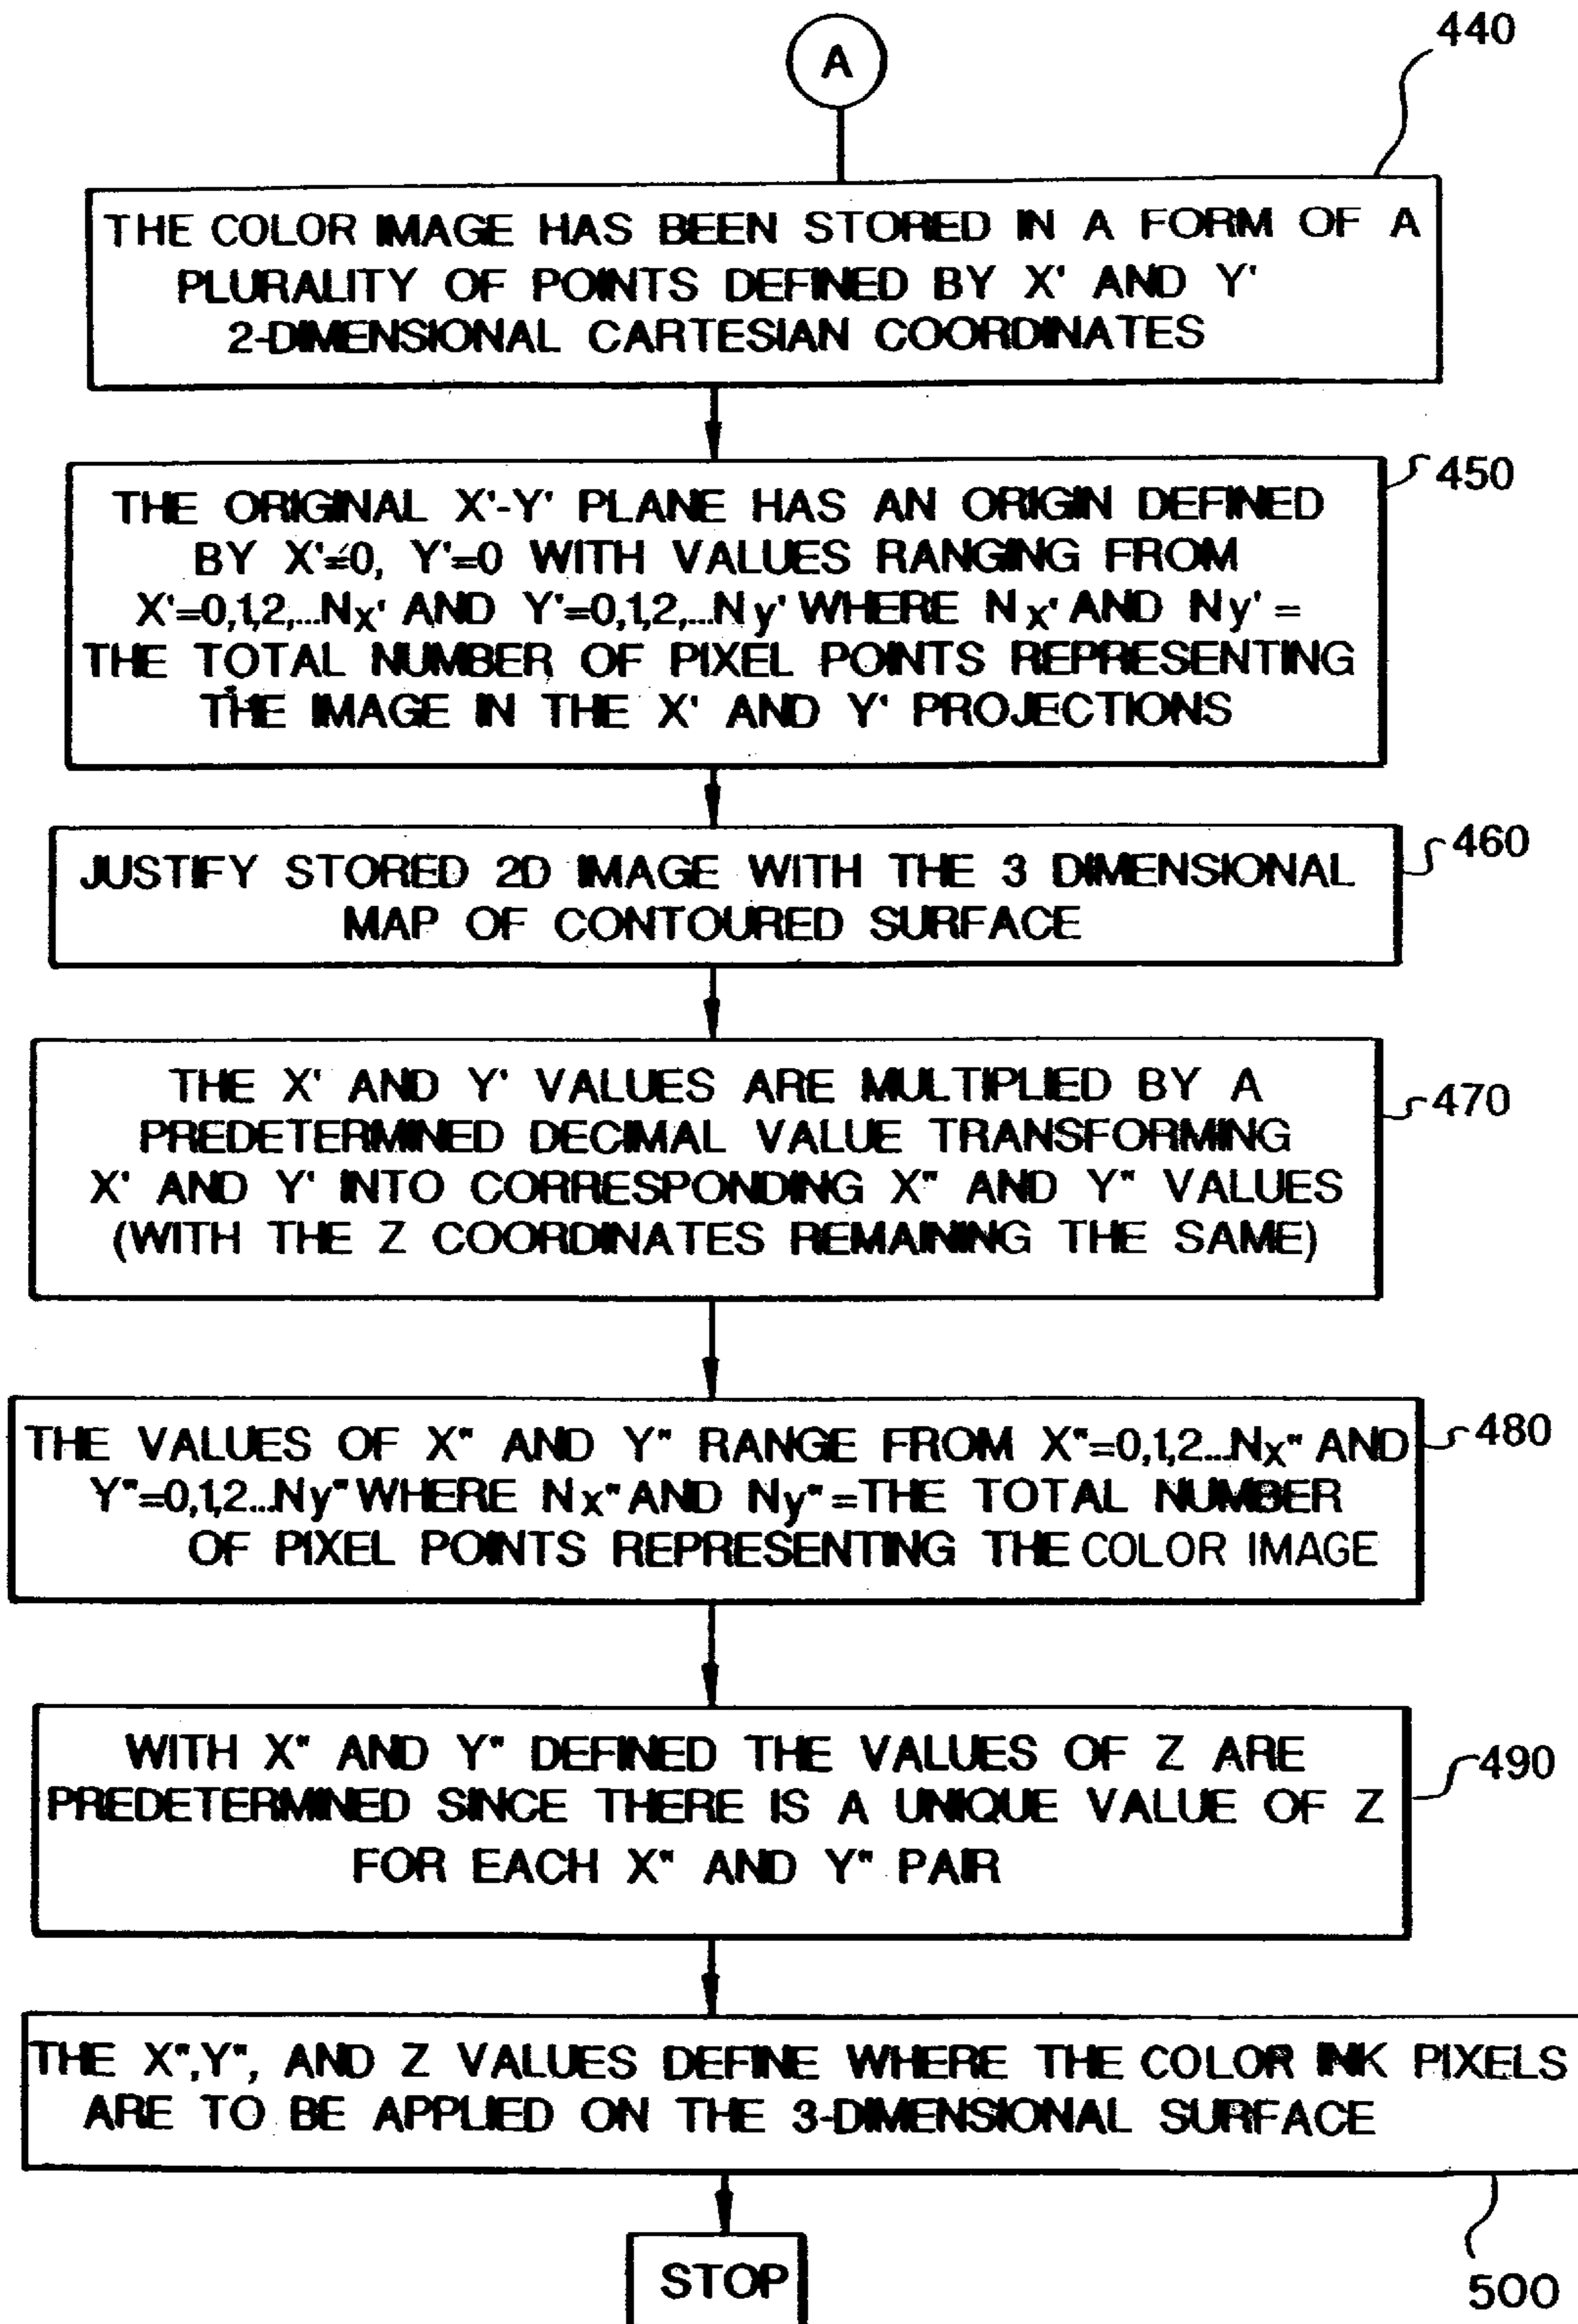 A
440
THE COLOR IMAGE HAS BEEN STORED IN A FORM OF A
PLURALITY OF POINTS DEFINED BY X' AND Y'
2-DIMENSIONAL CARTESIAN COORDINATES
450
THE ORIGINAL X'-Y' PLANE HAS AN ORIGIN DEFINED
BY X'=0, Y'=0 WITH VALUES RANGING FROM
X'=0,1,2,...Nx' AND Y'=0,1,2,...Ny' WHERE Nx' AND Ny' =
THE TOTAL NUMBER OF PIXEL POINTS REPRESENTING
THE IMAGE IN THE X' AND Y' PROJECTIONS
460
JUSTIFY STORED 2D IMAGE WITH THE 3 DIMENSIONAL
MAP OF CONTOURED SURFACE
470
THE X' AND Y' VALUES ARE MULTIPLIED BY A
PREDETERMINED DECIMAL VALUE TRANSFORMING
X' AND Y' INTO CORRESPONDING X" AND Y" VALUES
(WITH THE Z COORDINATES REMAINING THE SAME)
480
THE VALUES OF X" AND Y" RANGE FROM X"=0,1,2...Nx" AND
Y"=0,1,2...Ny" WHERE Nx" AND Ny" =THE TOTAL NUMBER
OF PIXEL POINTS REPRESENTING THE COLOR IMAGE
490
WITH X" AND Y" DEFINED THE VALUES OF Z ARE
PREDETERMINED SINCE THERE IS A UNIQUE VALUE OF Z
FOR EACH X" AND Y" PAIR
THE X",Y", AND Z VALUES DEFINE WHERE THE COLOR INK PIXELS
ARE TO BE APPLIED ON THE 3-DIMENSIONAL SURFACE
500
STOP